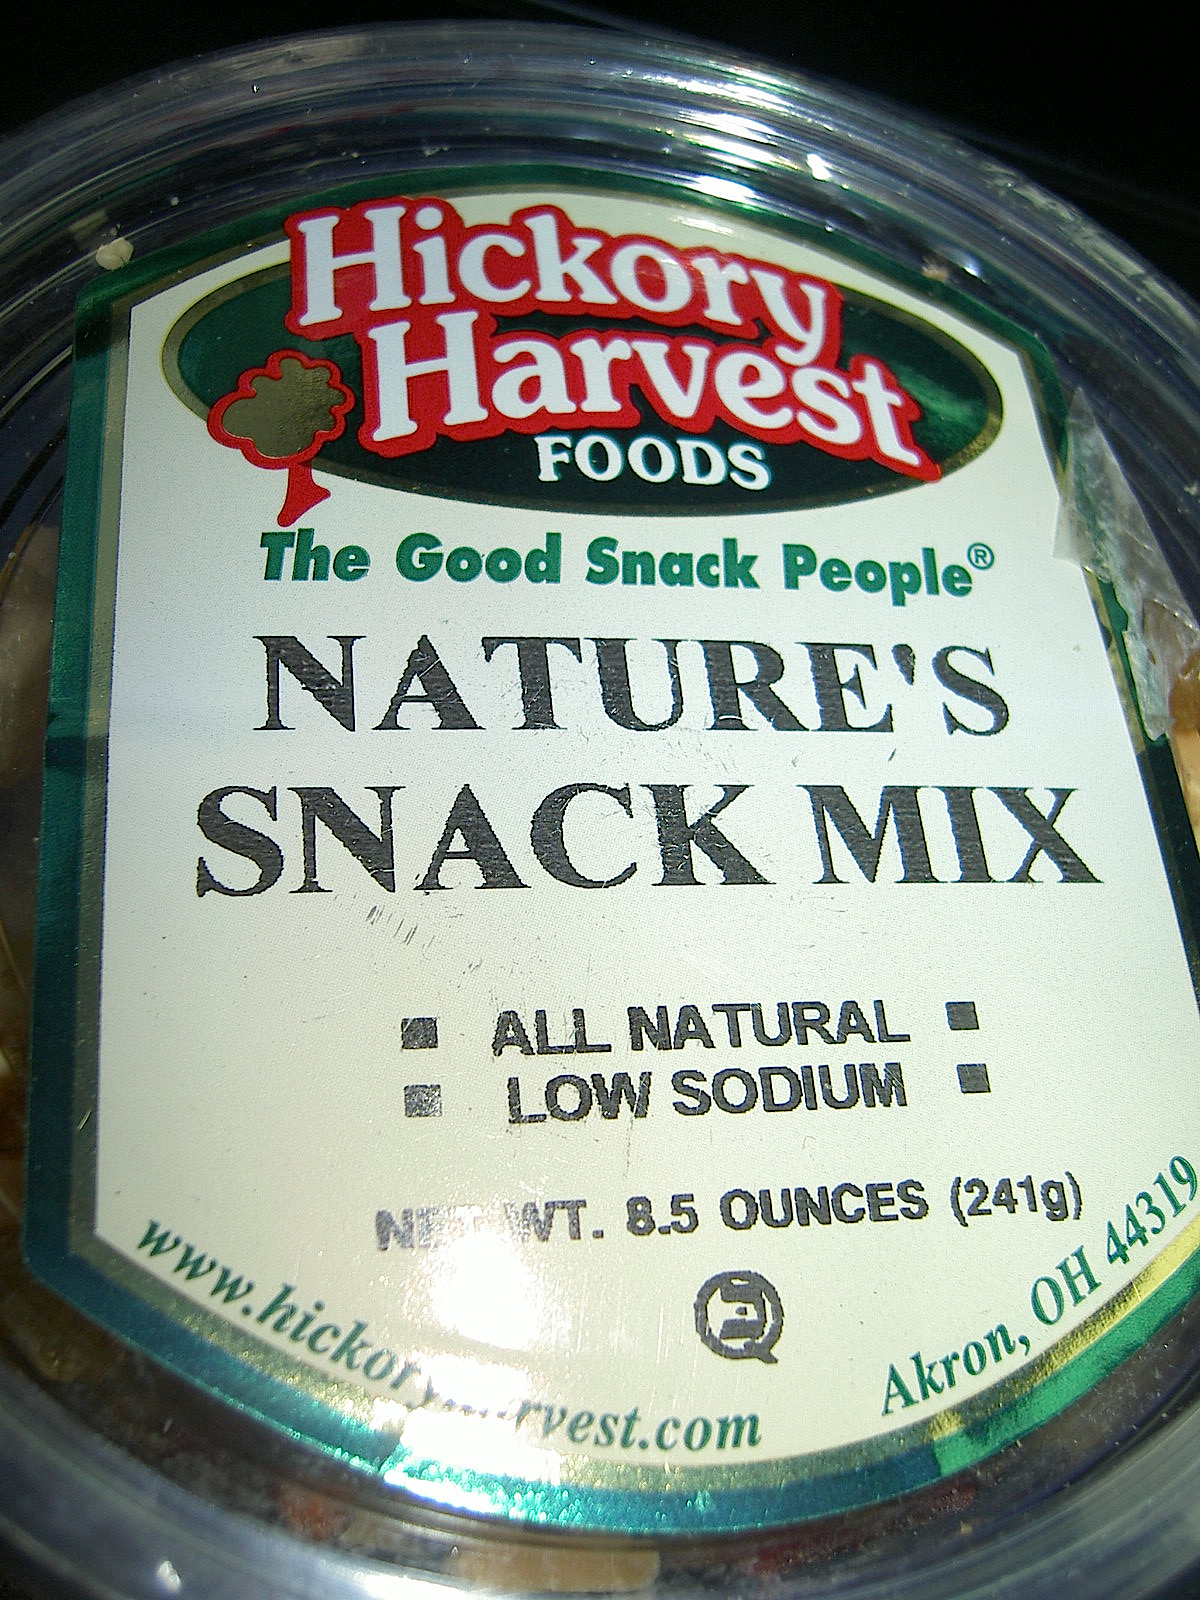 Hickory
Harvest
FOODS
The Good Snack People®
NATURE'S
SNACK MIX
■ ALL NATURAL ■
■ LOW SODIUM ■
NET WT. 8.5 OUNCES (241g)
Akron, OH 44319